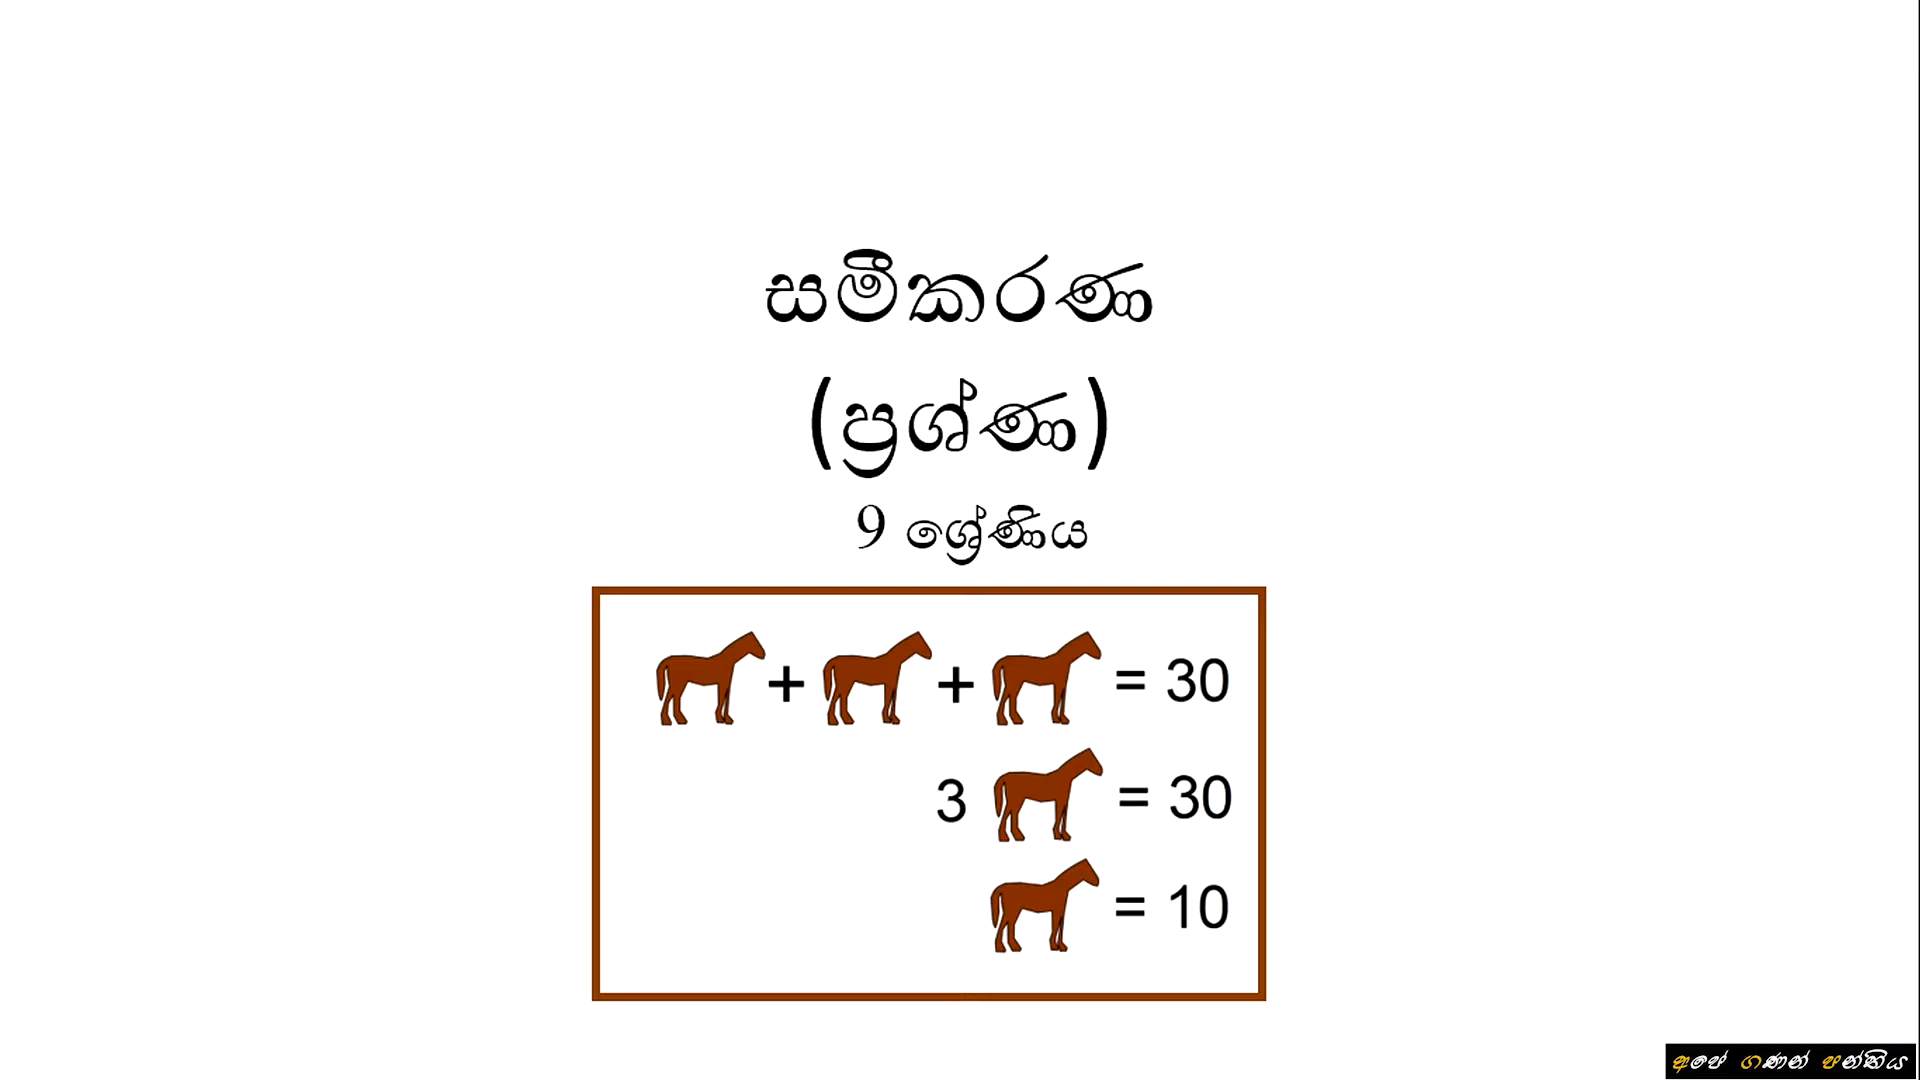 සමීකරණ
(ප්‍රශ්ණ)
9 ශ්‍රේණිය
+ + = 30
3 = 30
= 10
අපේ ගණන් පන්තිය